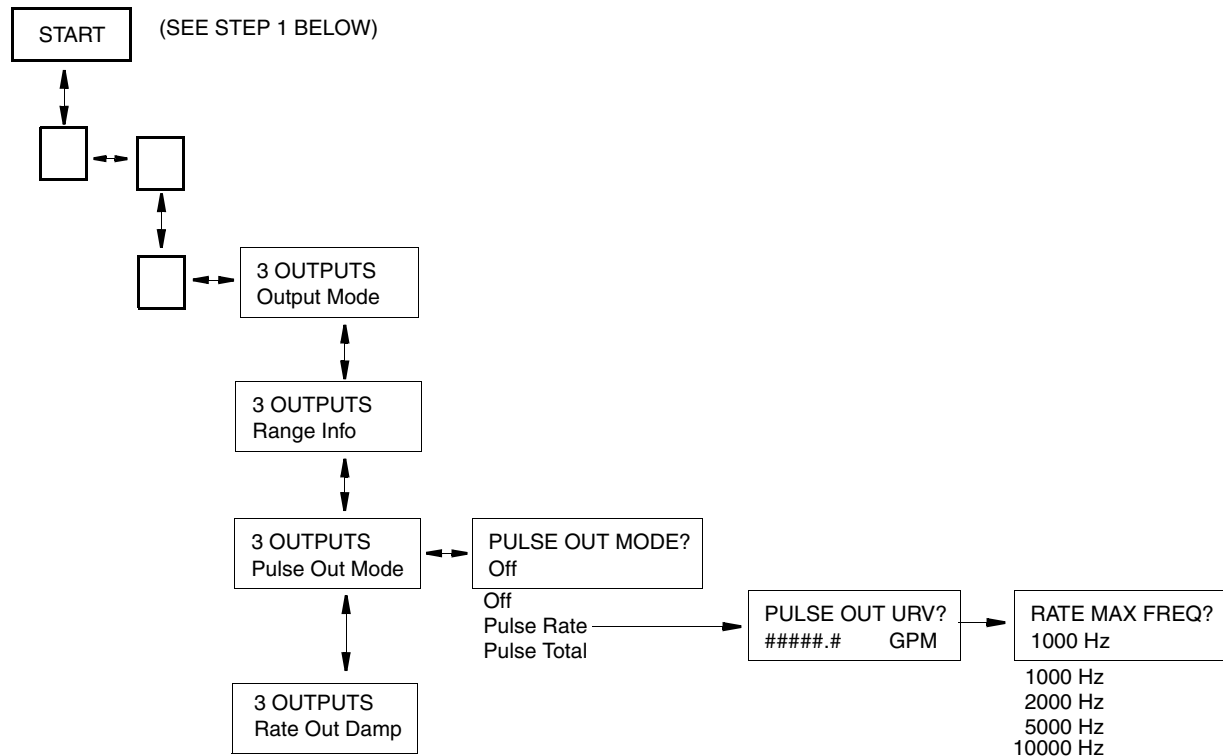 START
(SEE STEP 1 BELOW)
3 OUTPUTS
Output Mode
3 OUTPUTS
Range Info
3 OUTPUTS
Pulse Out Mode
PULSE OUT MODE?
Off
Off
Pulse Rate
Pulse Total
PULSE OUT URV?
#####.# GPM
RATE MAX FREQ?
1000 Hz
1000 Hz
2000 Hz
5000 Hz
10000 Hz
3 OUTPUTS
Rate Out Damp